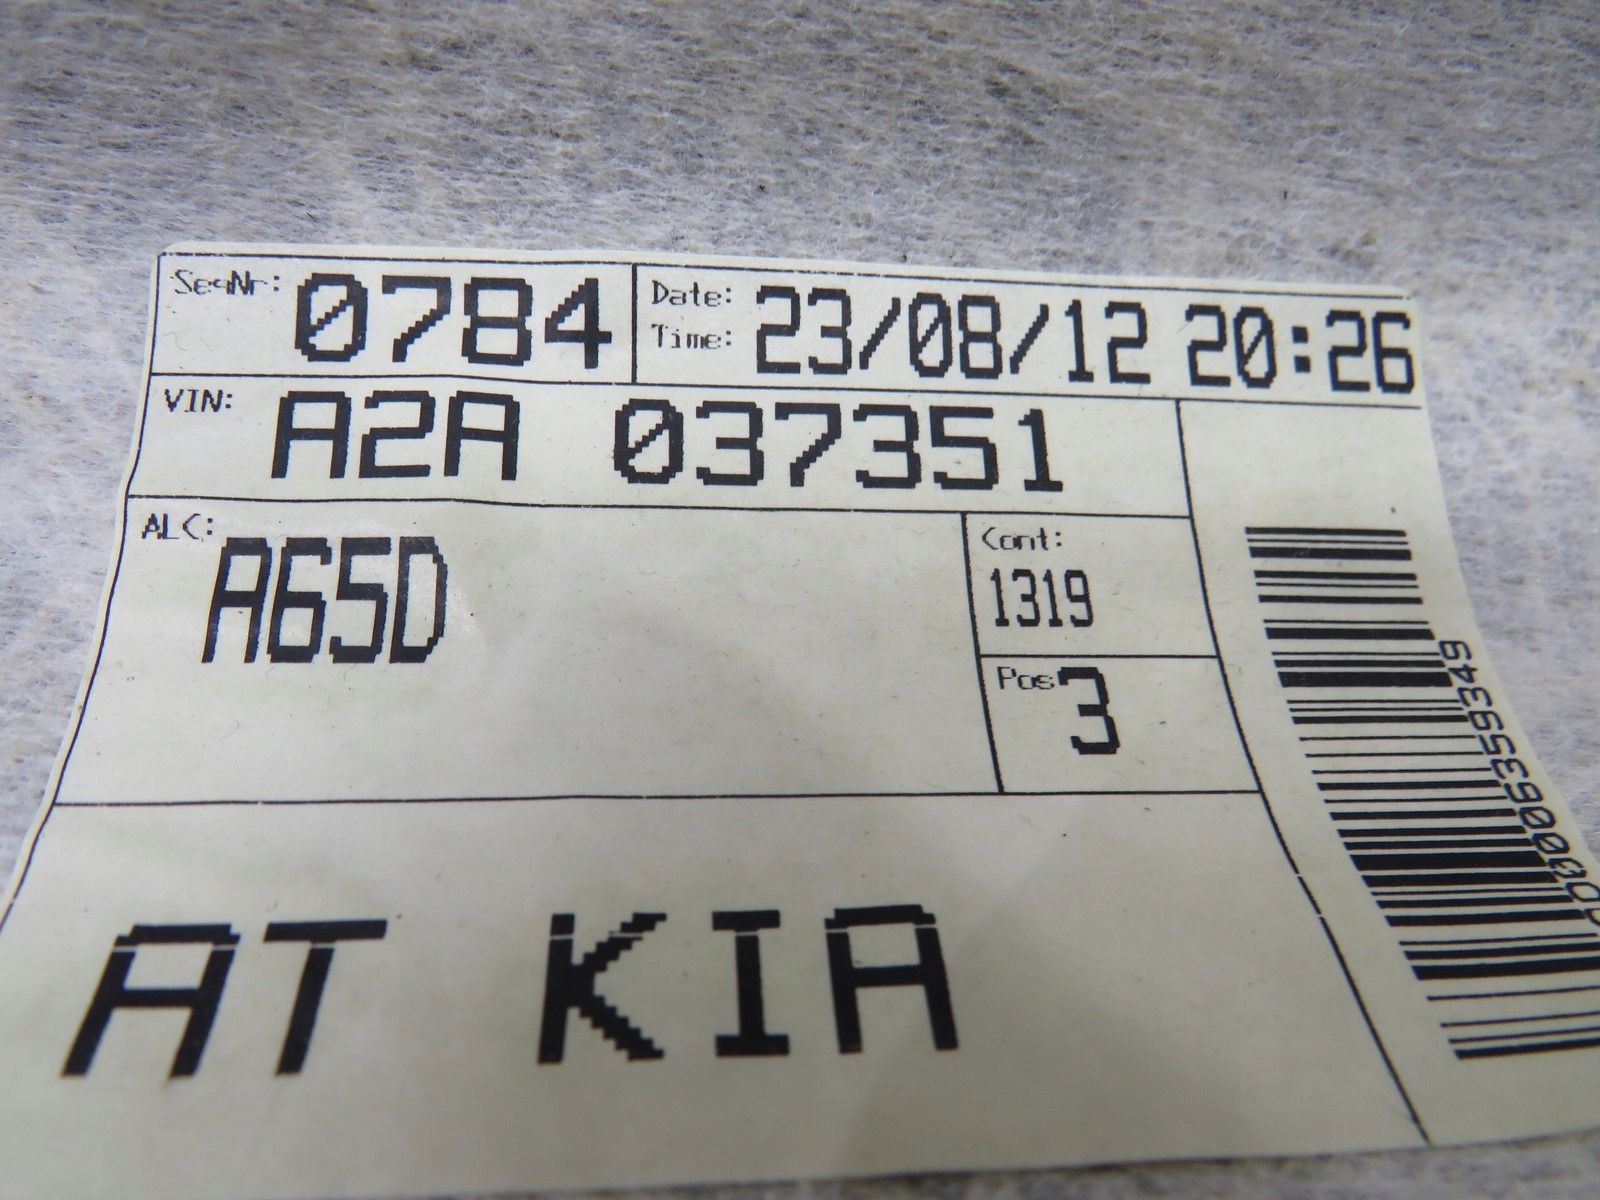 SeqNr: 0784 Date: Time: 23/08/12 20:26
VIN: A2A 037351
ALC: A65D
Cont: 1319
Pos 3
AT KIA